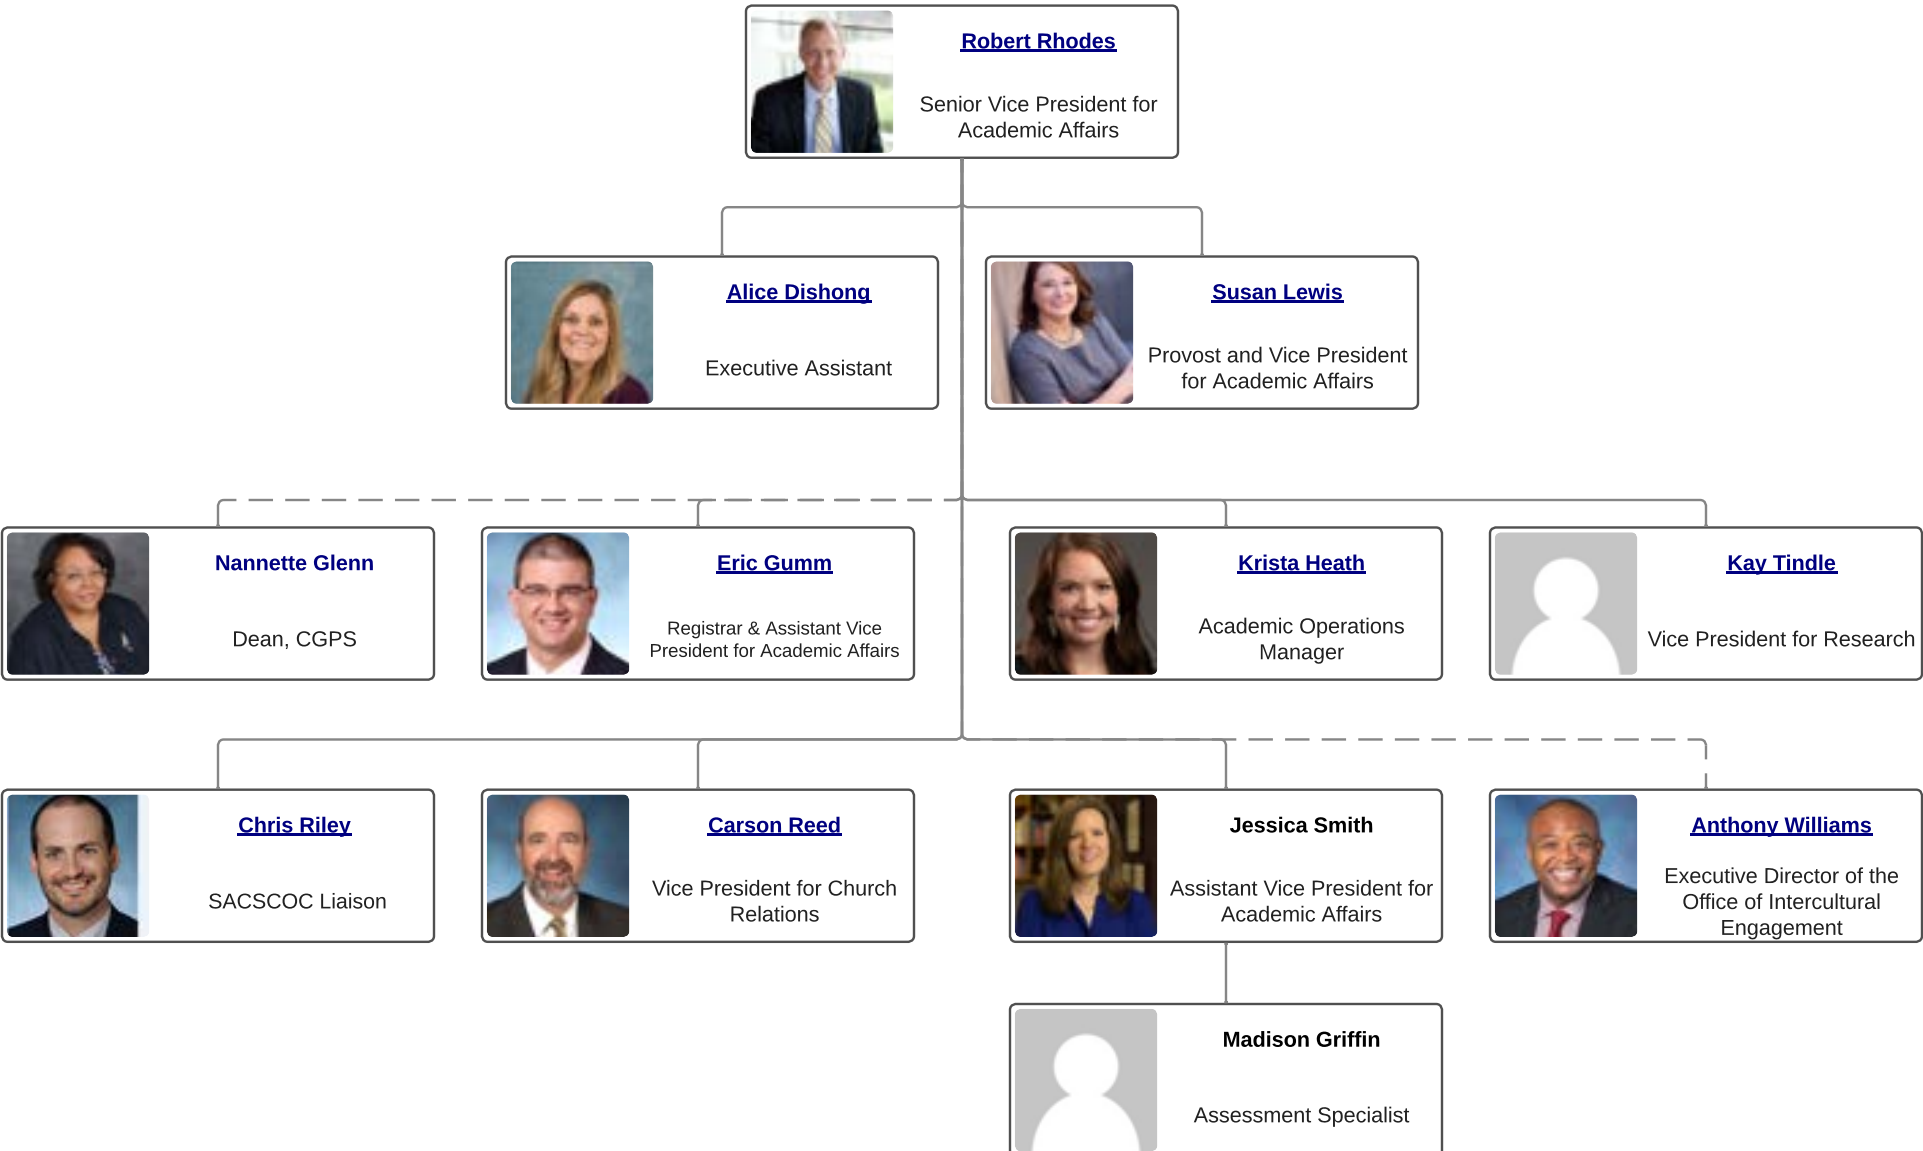 Robert Rhodes
Senior Vice President for
Academic Affairs
Alice Dishong
Executive Assistant
Susan Lewis
Provost and Vice President
for Academic Affairs
Nannette Glenn
Dean, CGPS
Eric Gumm
Registrar & Assistant Vice
President for Academic Affairs
Krista Heath
Academic Operations
Manager
Kay Tindle
Vice President for Research
Chris Riley
SACSCOC Liaison
Carson Reed
Vice President for Church
Relations
Jessica Smith
Assistant Vice President for
Academic Affairs
Anthony Williams
Executive Director of the
Office of Intercultural
Engagement
Madison Griffin
Assessment Specialist